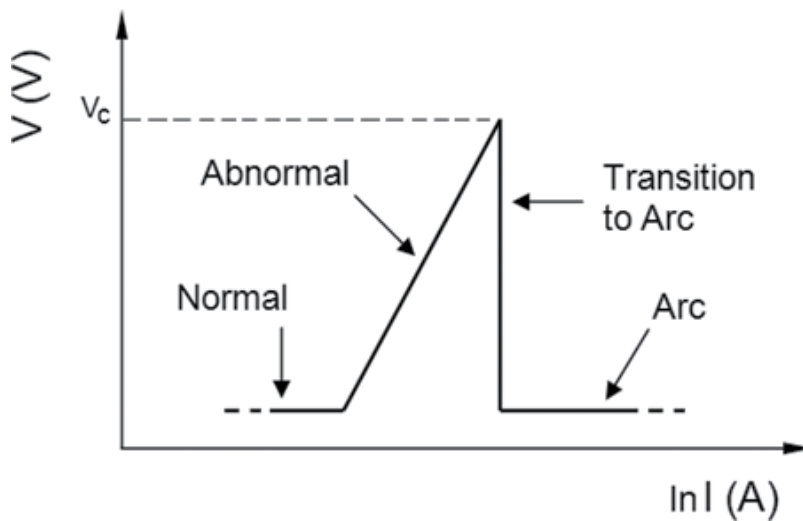 V (V)
Vc
Abnormal
Transition
to Arc
Normal
Arc
ln I (A)